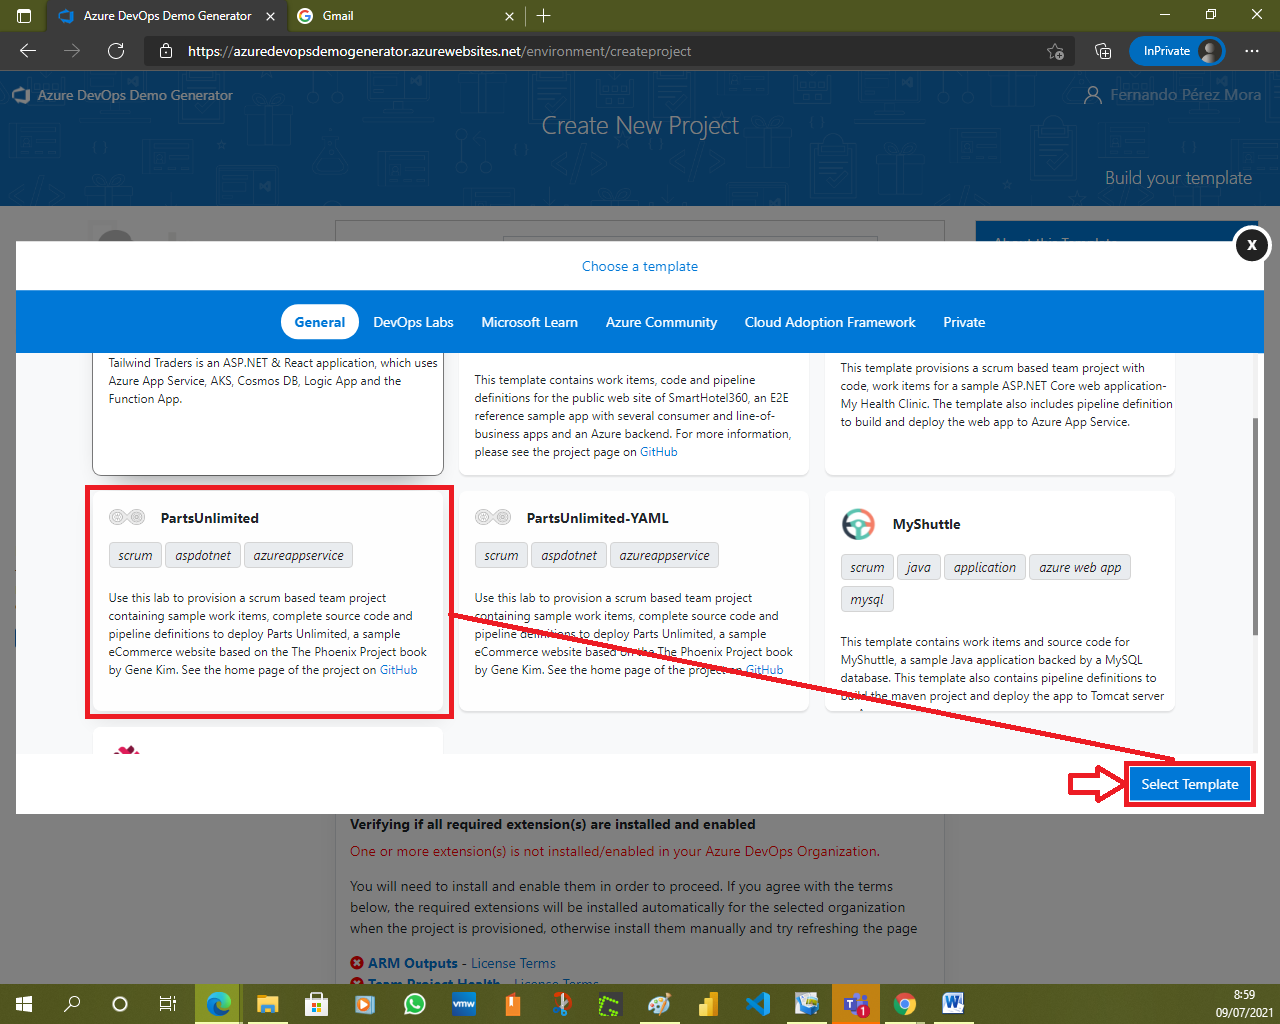 Azure DevOps Demo Generator
Gmail
https://azuredevopsdemogenerator.azurewebsites.net/environment/createproject
InPrivate
Azure DevOps Demo Generator
Fernando Pérez Mora
Create New Project
Build your template
X
Choose a template
General
DevOps Labs
Microsoft Learn
Azure Community
Cloud Adoption Framework
Private
Tailwind Traders is an ASP.NET & React application, which uses
Azure App Service, AKS, Cosmos DB, Logic App and the
Function App.
This template contains work items, code and pipeline
definitions for the public web site of SmartHotel360, an E2E
reference sample app with several consumer and line-of-
business apps and an Azure backend. For more information,
please see the project page on GitHub
This template provisions a scrum based team project with
code, work items for a sample ASP.NET Core web application-
My Health Clinic. The template also includes pipeline definition
to build and deploy the web app to Azure App Service.
PartsUnlimited
scrum aspdotnet azureappservice
Use this lab to provision a scrum based team project
containing sample work items, complete source code and
pipeline definitions to deploy Parts Unlimited, a sample
eCommerce website based on the The Phoenix Project book
by Gene Kim. See the home page of the project on GitHub
PartsUnlimited-YAML
scrum aspdotnet azureappservice
Use this lab to provision a scrum based team project
containing sample work items, complete source code and
pipeline definitions to deploy Parts Unlimited, a sample
eCommerce website based on the The Phoenix Project book
by Gene Kim. See the home page of the project on GitHub
MyShuttle
scrum java application azure web app
mysql
This template contains work items and source code for
MyShuttle, a sample Java application backed by a MySQL
database. This template also contains pipeline definitions to
build the maven project and deploy the app to Tomcat server
Select Template
Verifying if all required extension(s) are installed and enabled
One or more extension(s) is not installed/enabled in your Azure DevOps Organization.
You will need to install and enable them in order to proceed. If you agree with the terms
below, the required extensions will be installed automatically for the selected organization
when the project is provisioned, otherwise install them manually and try refreshing the page
ARM Outputs - License Terms
Team Project Health - License Terms
vmw
1
8:59
09/07/2021